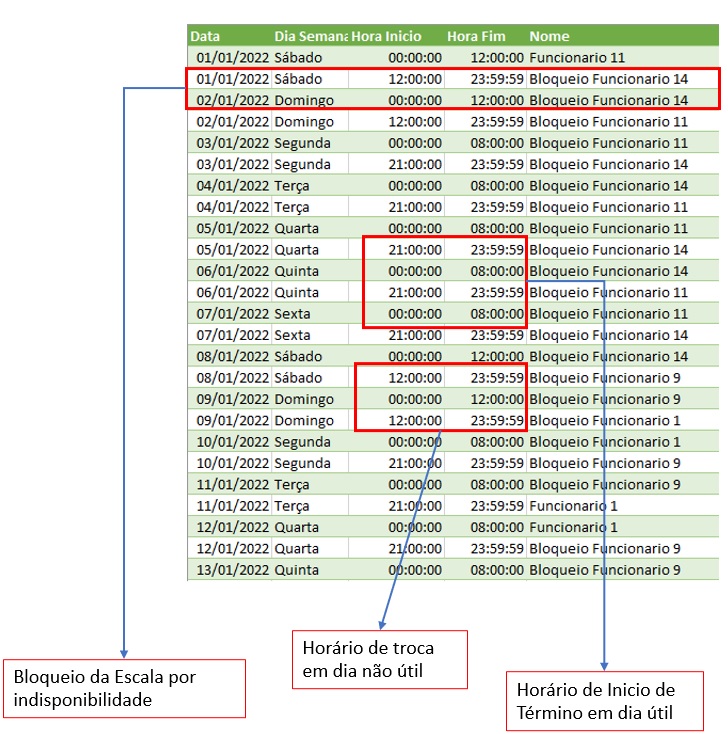 Data Dia Semana Hora Inicio Hora Fim Nome
01/01/2022 Sábado 00:00:00 12:00:00 Funcionario 11
01/01/2022 Sábado 12:00:00 23:59:59 Bloqueio Funcionario 14
02/01/2022 Domingo 00:00:00 12:00:00 Bloqueio Funcionario 14
02/01/2022 Domingo 12:00:00 23:59:59 Bloqueio Funcionario 11
03/01/2022 Segunda 00:00:00 08:00:00 Bloqueio Funcionario 11
03/01/2022 Segunda 21:00:00 23:59:59 Bloqueio Funcionario 14
04/01/2022 Terça 00:00:00 08:00:00 Bloqueio Funcionario 14
04/01/2022 Terça 21:00:00 23:59:59 Bloqueio Funcionario 11
05/01/2022 Quarta 00:00:00 08:00:00 Bloqueio Funcionario 11
05/01/2022 Quarta 21:00:00 23:59:59 Bloqueio Funcionario 14
06/01/2022 Quinta 00:00:00 08:00:00 Bloqueio Funcionario 14
06/01/2022 Quinta 21:00:00 23:59:59 Bloqueio Funcionario 11
07/01/2022 Sexta 00:00:00 08:00:00 Bloqueio Funcionario 11
07/01/2022 Sexta 21:00:00 23:59:59 Bloqueio Funcionario 14
08/01/2022 Sábado 00:00:00 12:00:00 Bloqueio Funcionario 14
08/01/2022 Sábado 12:00:00 23:59:59 Bloqueio Funcionario 9
09/01/2022 Domingo 00:00:00 12:00:00 Bloqueio Funcionario 9
09/01/2022 Domingo 12:00:00 23:59:59 Bloqueio Funcionario 1
10/01/2022 Segunda 00:00:00 08:00:00 Bloqueio Funcionario 1
10/01/2022 Segunda 21:00:00 23:59:59 Bloqueio Funcionario 9
11/01/2022 Terça 00:00:00 08:00:00 Bloqueio Funcionario 9
11/01/2022 Terça 21:00:00 23:59:59 Funcionario 1
12/01/2022 Quarta 00:00:00 08:00:00 Funcionario 1
12/01/2022 Quarta 21:00:00 23:59:59 Bloqueio Funcionario 9
13/01/2022 Quinta 00:00:00 08:00:00 Bloqueio Funcionario 9
Bloqueio da Escala por
indisponibilidade
Horário de troca
em dia não útil
Horário de Inicio de
Término em dia útil